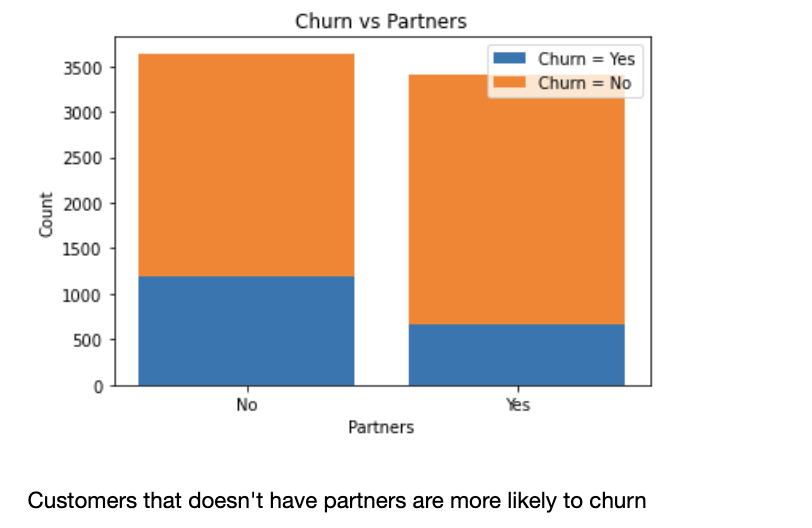 Churn vs Partners
Churn = Yes
Churn = No
3500
3000
2500
2000
1500
1000
500
0
Count
No
Yes
Partners
Customers that doesn't have partners are more likely to churn